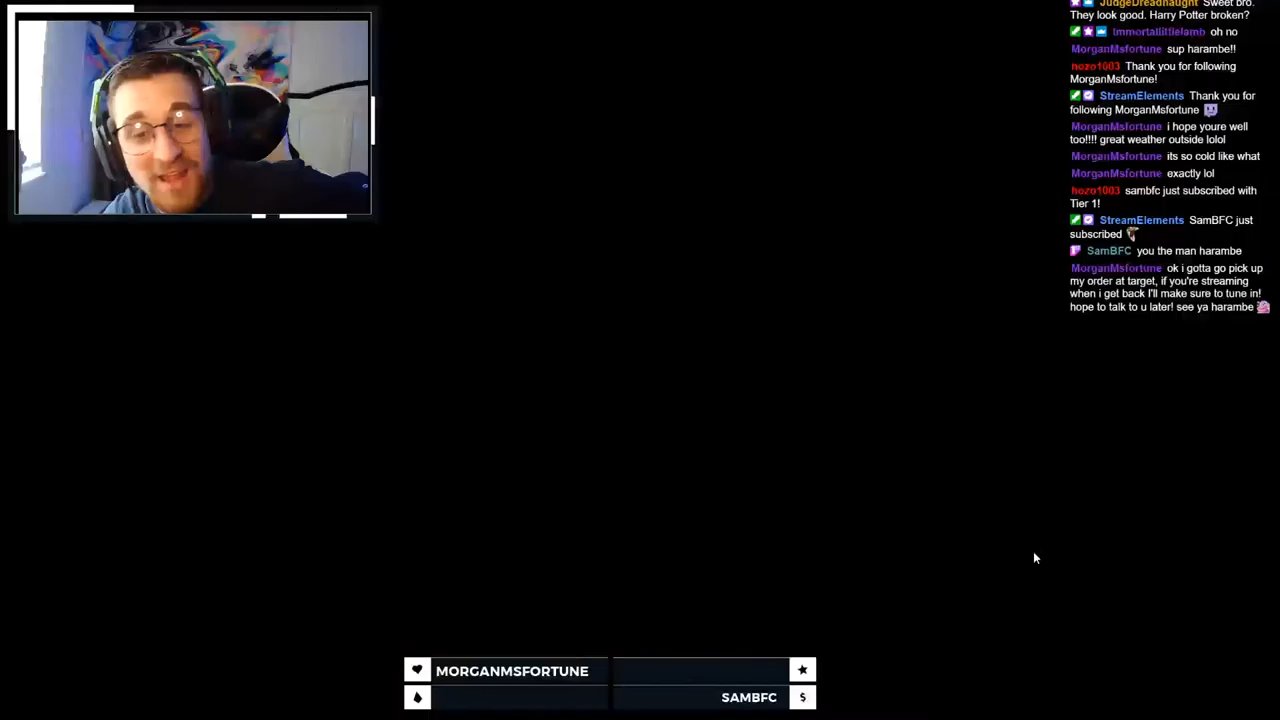 JudgeDreadnaught Sweet bro.
They look good. Harry Potter broken?
Immortallittlelamb oh no
MorganMsfortune sup harambe!!
hozo1003 Thank you for following
MorganMsfortune!
StreamElements Thank you for
following MorganMsfortune
MorganMsfortune i hope youre well
too!!!! great weather outside lolol
MorganMsfortune its so cold like what
MorganMsfortune exactly lol
hozo1003 sambfc just subscribed with
Tier 1!
StreamElements SamBFC just
subscribed
SamBFC you the man harambe
MorganMsfortune ok i gotta go pick up
my order at target, if you're streaming
when i get back I'll make sure to tune in!
hope to talk to u later! see ya harambe
MORGANMSFORTUNE
SAMBFC $